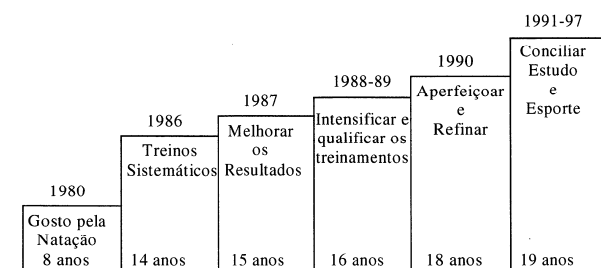 1980
Gosto pela
Natação
8 anos
1986
Treinos
Sistemáticos
14 anos
1987
Melhorar
os
Resultados
15 anos
1988-89
Intensificar e
qualificar os
treinamentos
16 anos
1990
Aperfeiçoar
e
Refinar
18 anos
1991-97
Conciliar
Estudo
e
Esporte
19 anos